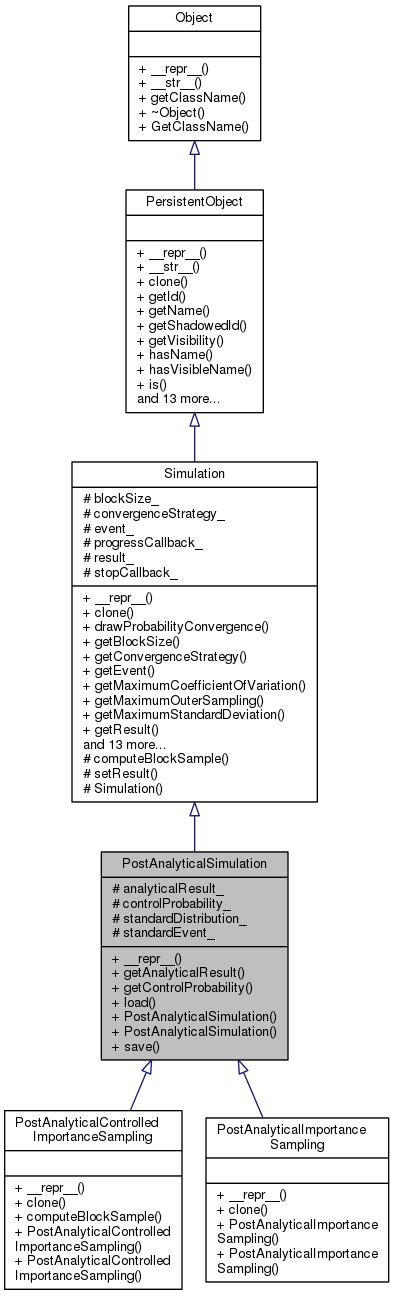 Object
+ __repr__()
+ __str__()
+ getClassName()
+ ~Object()
+ GetClassName()
PersistentObject
+ __repr__()
+ __str__()
+ clone()
+ getId()
+ getName()
+ getShadowedId()
+ getVisibility()
+ hasName()
+ hasVisibleName()
+ is()
and 13 more...
Simulation
# blockSize_
# convergenceStrategy_
# event_
# progressCallback_
# result_
# stopCallback_
+ __repr__()
+ clone()
+ drawProbabilityConvergence()
+ getBlockSize()
+ getConvergenceStrategy()
+ getEvent()
+ getMaximumCoefficientOfVariation()
+ getMaximumOuterSampling()
+ getMaximumStandardDeviation()
+ getResult()
and 13 more...
# computeBlockSample()
# setResult()
# Simulation()
PostAnalyticalSimulation
# analyticalResult_
# controlProbability_
# standardDistribution_
# standardEvent_
+ __repr__()
+ getAnalyticalResult()
+ getControlProbability()
+ load()
+ PostAnalyticalSimulation()
+ PostAnalyticalSimulation()
+ save()
PostAnalyticalControlled
ImportanceSampling
+ __repr__()
+ clone()
+ computeBlockSample()
+ PostAnalyticalControlled
ImportanceSampling()
+ PostAnalyticalControlled
ImportanceSampling()
PostAnalyticalImportance
Sampling
+ __repr__()
+ clone()
+ PostAnalyticalImportance
Sampling()
+ PostAnalyticalImportance
Sampling()